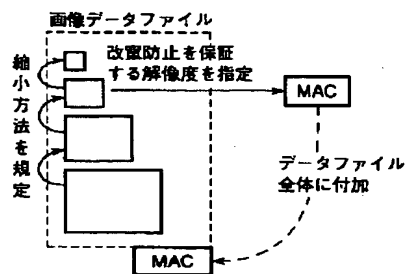 画像データファイル
縮小方法を規定
改竄防止を保証
する解像度を指定
MAC
データファイル
全体に付加
MAC